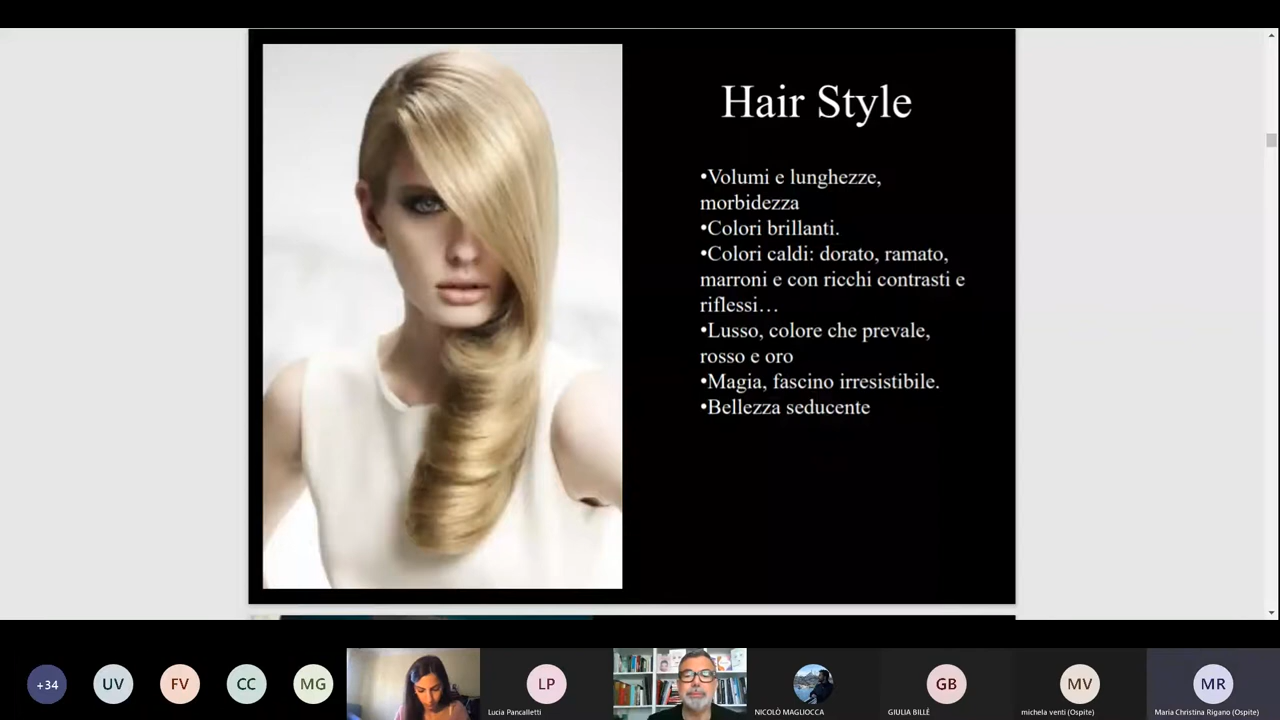 Hair Style
•Volumi e lunghezze,
morbidezza
•Colori brillanti.
•Colori caldi: dorato, ramato,
marroni e con ricchi contrasti e
riflessi…
•Lusso, colore che prevale,
rosso e oro
•Magia, fascino irresistibile.
•Bellezza seducente
+34
UV
FV
CC
MG
LP
Lucia Pancalletti
NICOLÒ MAGLIOCCA
GB
GIULIA BILLÈ
MV
michela venti (Ospite)
MR
Maria Christina Rigano (Ospite)